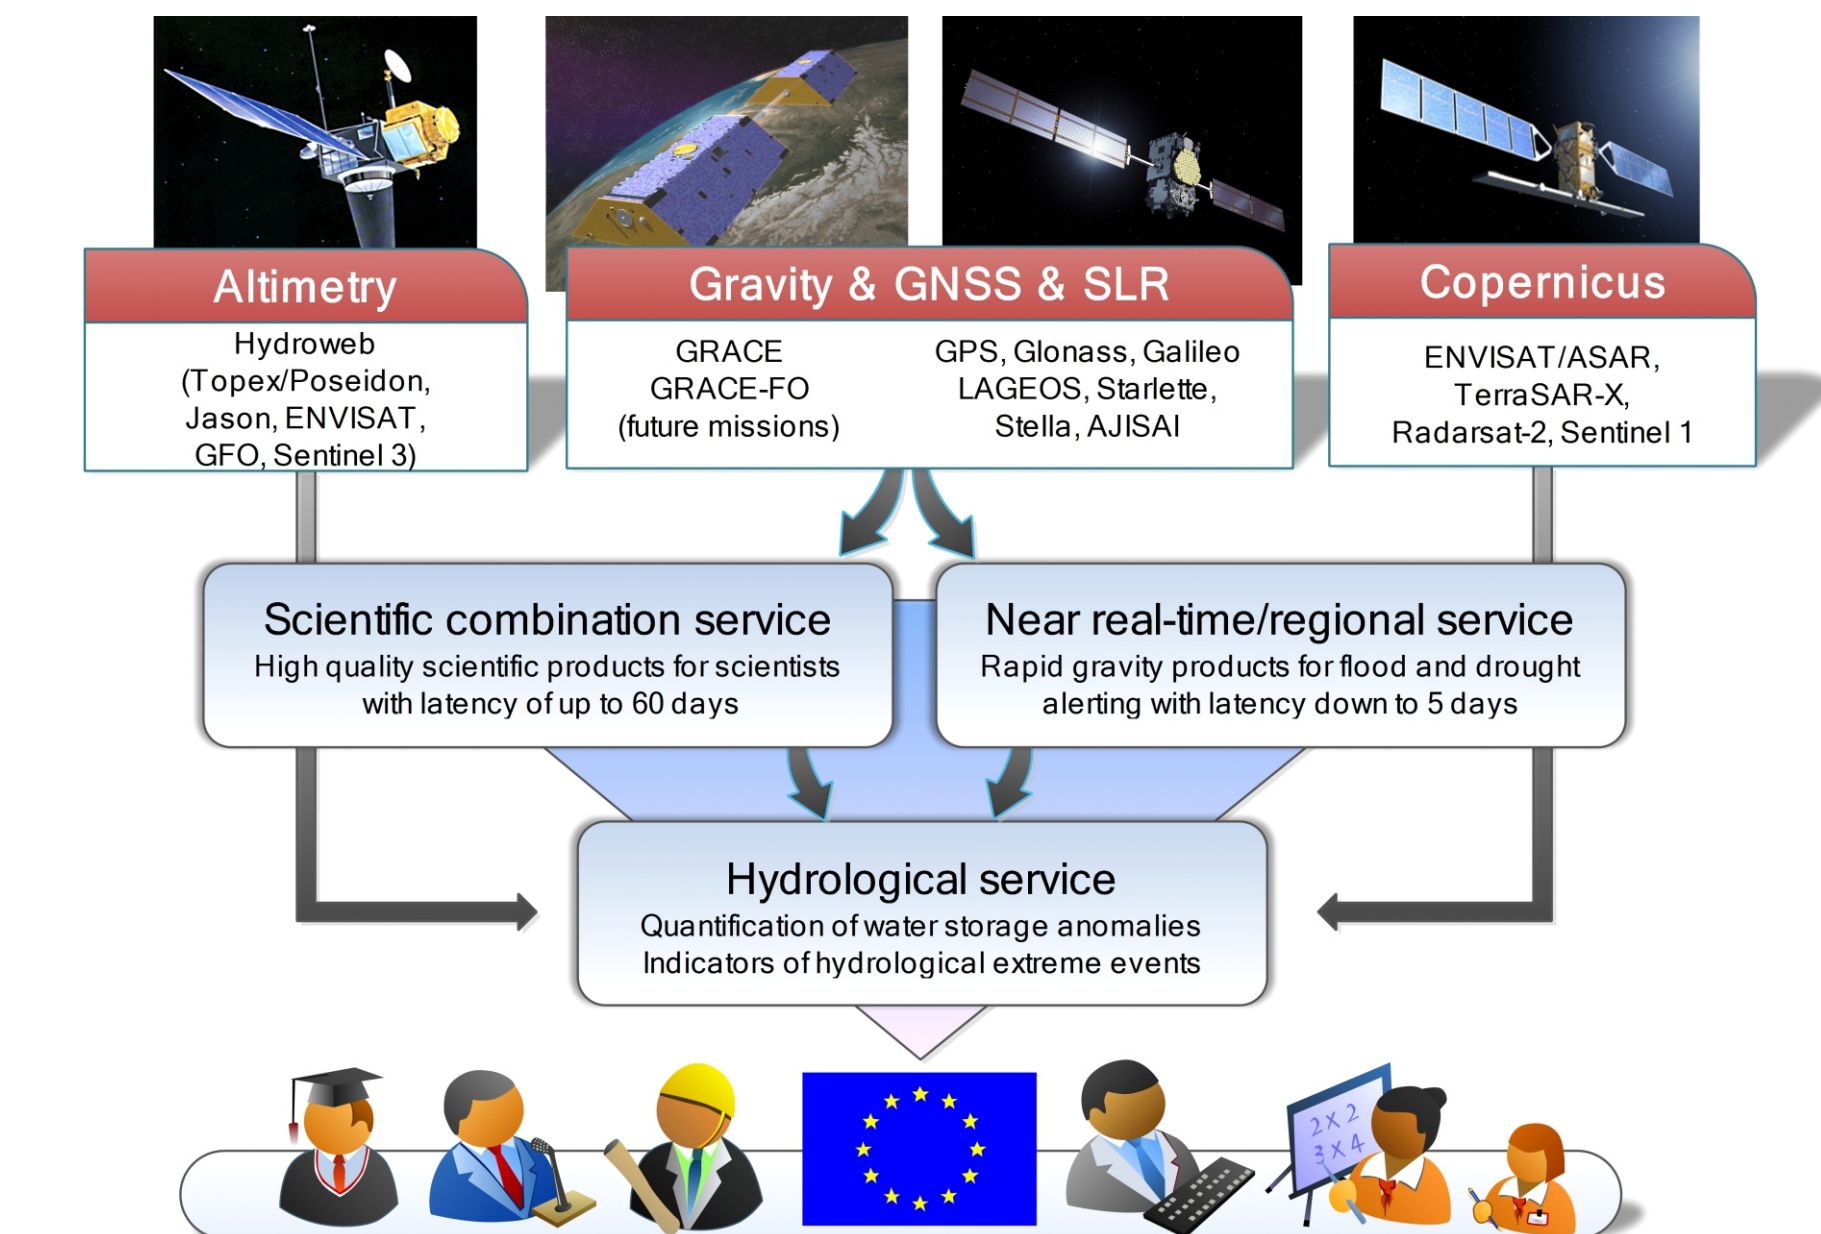 Altimetry
Hydroweb
(Topex/Poseidon,
Jason, ENVISAT,
GFO, Sentinel 3)
Gravity & GNSS & SLR
GRACE
GRACE-FO
(future missions)
GPS, Glonass, Galileo
LAGEOS, Starlette,
Stella, AJISAI
Copernicus
ENVISAT/ASAR,
TerraSAR-X,
Radarsat-2, Sentinel 1
Scientific combination service
High quality scientific products for scientists
with latency of up to 60 days
Near real-time/regional service
Rapid gravity products for flood and drought
alerting with latency down to 5 days
Hydrological service
Quantification of water storage anomalies
Indicators of hydrological extreme events
2 X 2
3 X 4